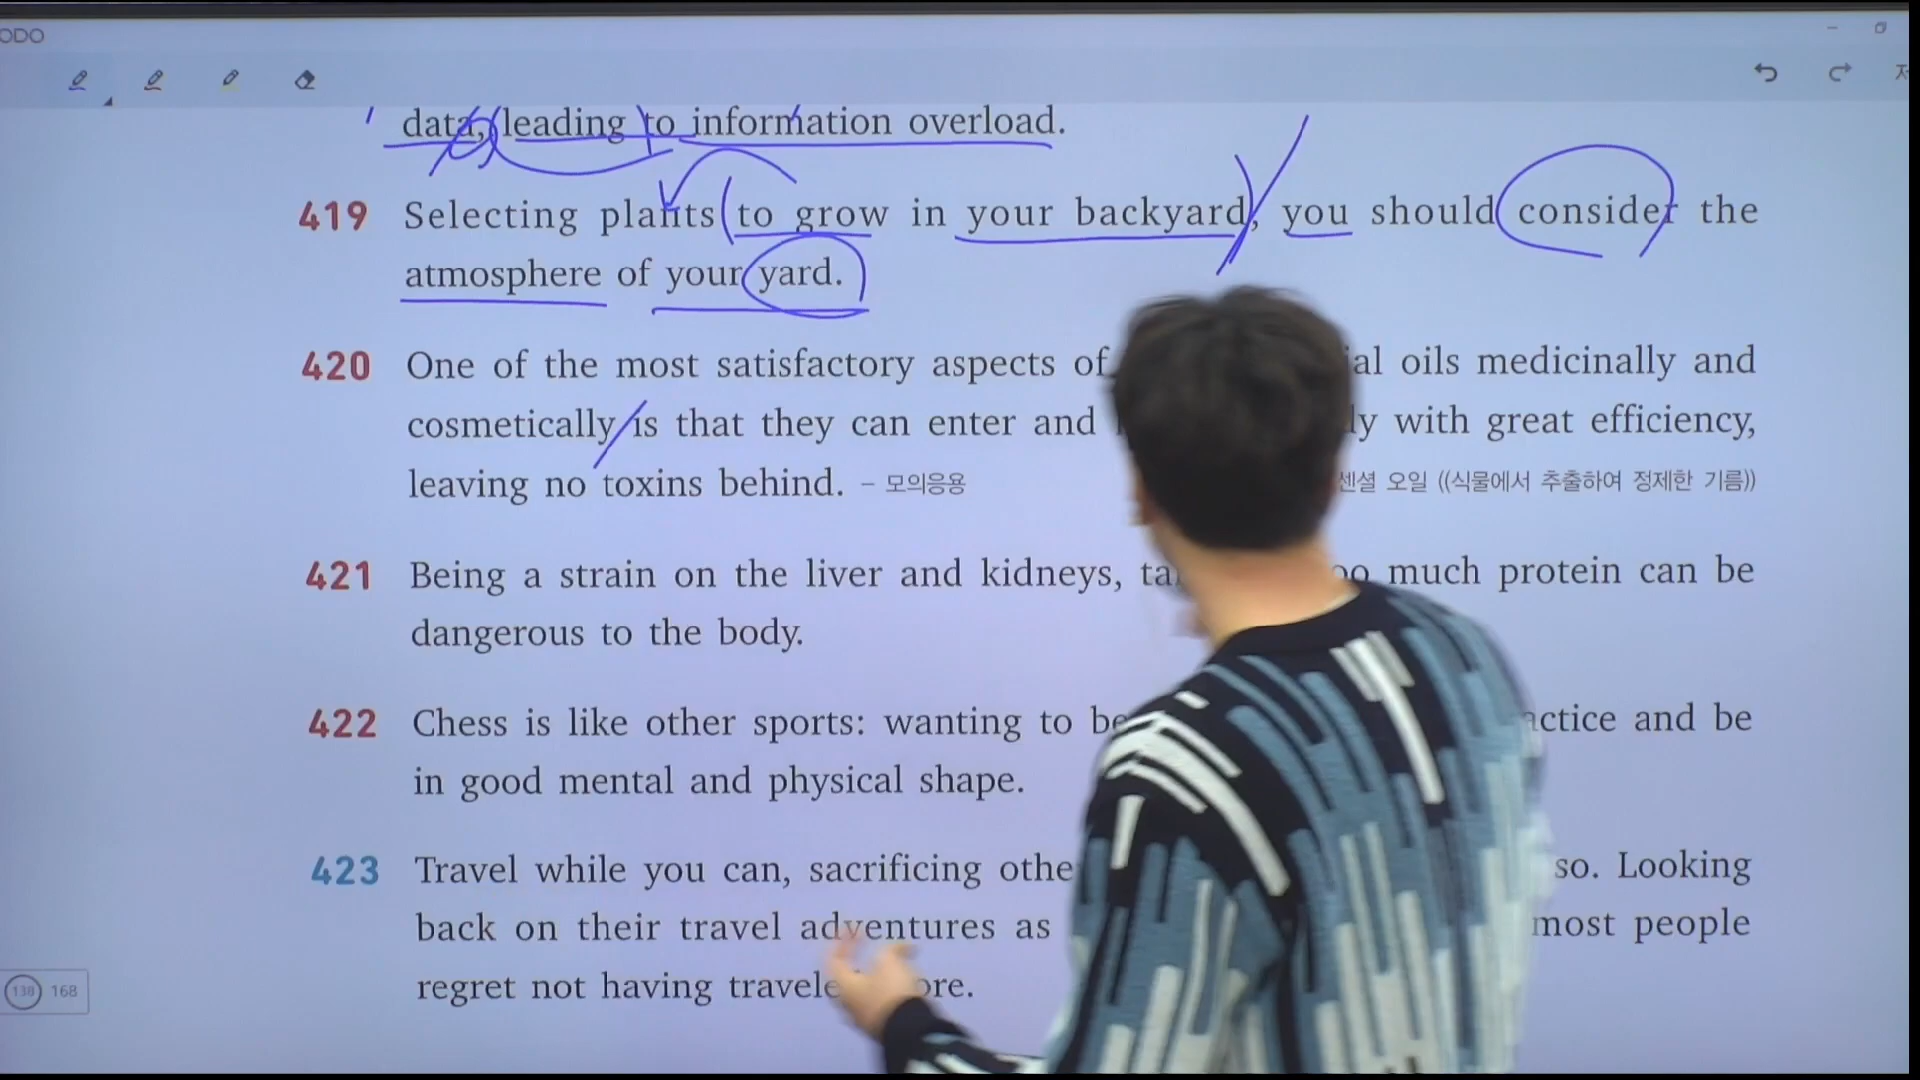 ODO
data, leading to information overload.
419 Selecting plants to grow in your backyard, you should consider the
atmosphere of your yard.
420 One of the most satisfactory aspects of ial oils medicinally and
cosmetically is that they can enter and ly with great efficiency,
leaving no toxins behind. – 모의응용 센셜 오일 ((식물에서 추출하여 정제한 기름))
421 Being a strain on the liver and kidneys, ta oo much protein can be
dangerous to the body.
422 Chess is like other sports: wanting to be actice and be
in good mental and physical shape.
423 Travel while you can, sacrificing othe so. Looking
back on their travel adventures as most people
regret not having travele ore.
138 168